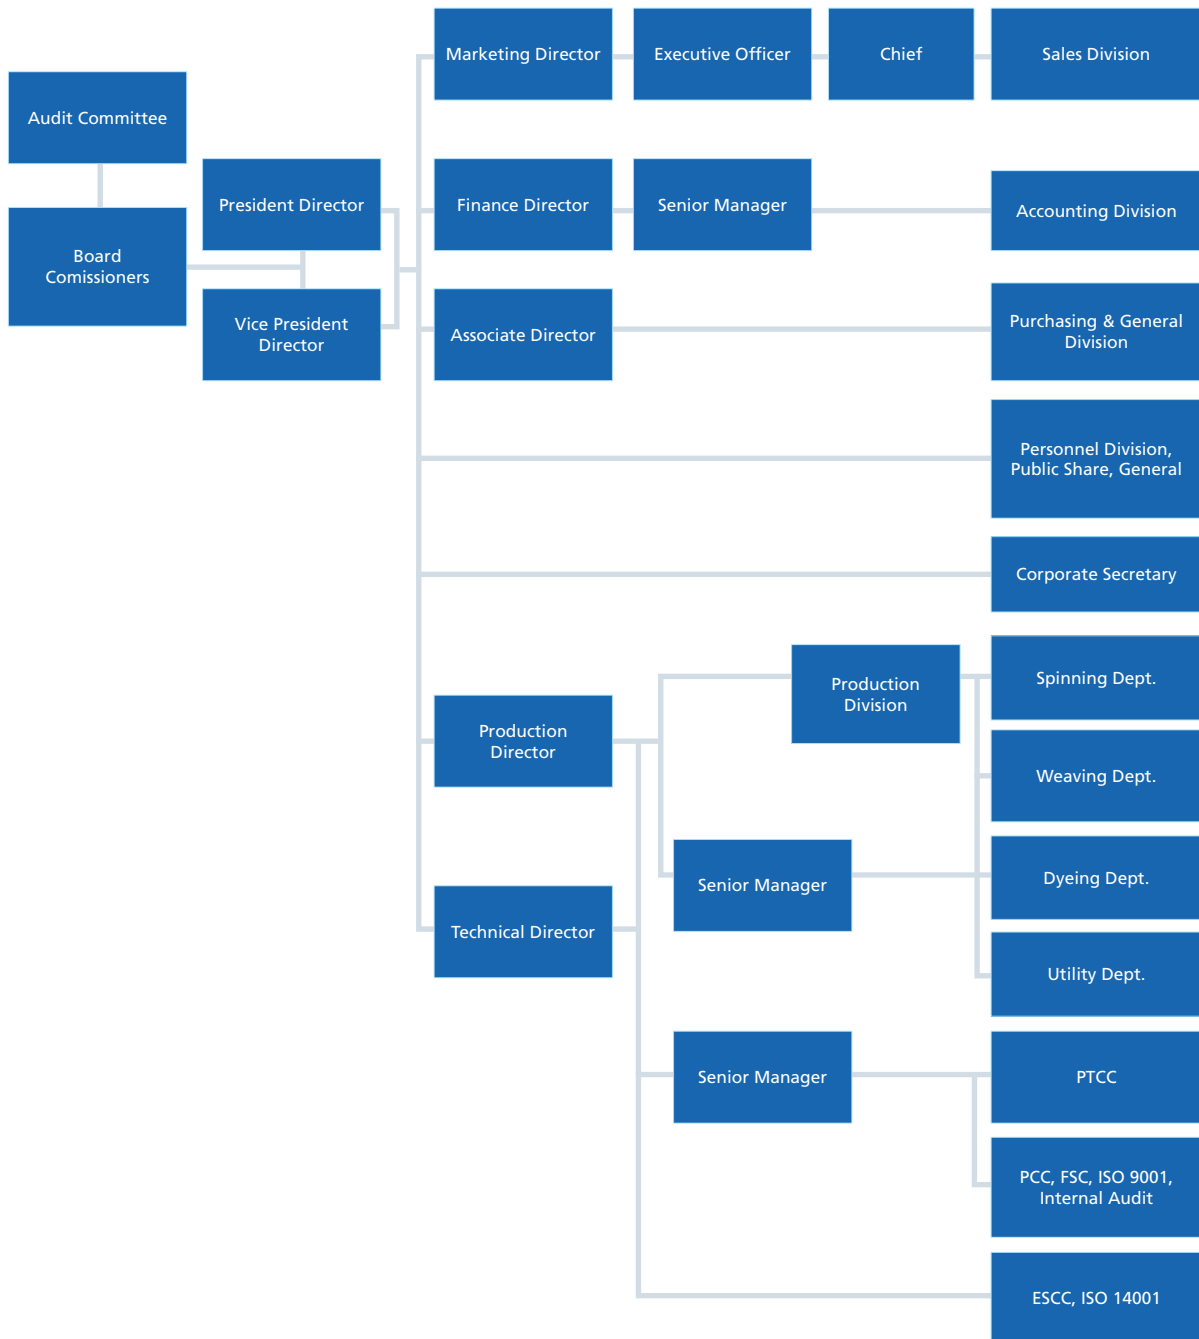 Marketing Director
Executive Officer
Chief
Sales Division
Audit Committee
President Director
Finance Director
Senior Manager
Accounting Division
Board
Comissioners
Vice President
Director
Associate Director
Purchasing & General
Division
Personnel Division,
Public Share, General
Corporate Secretary
Production
Division
Spinning Dept.
Production
Director
Weaving Dept.
Senior Manager
Dyeing Dept.
Technical Director
Utility Dept.
Senior Manager
PTCC
PCC, FSC, ISO 9001,
Internal Audit
ESCC, ISO 14001